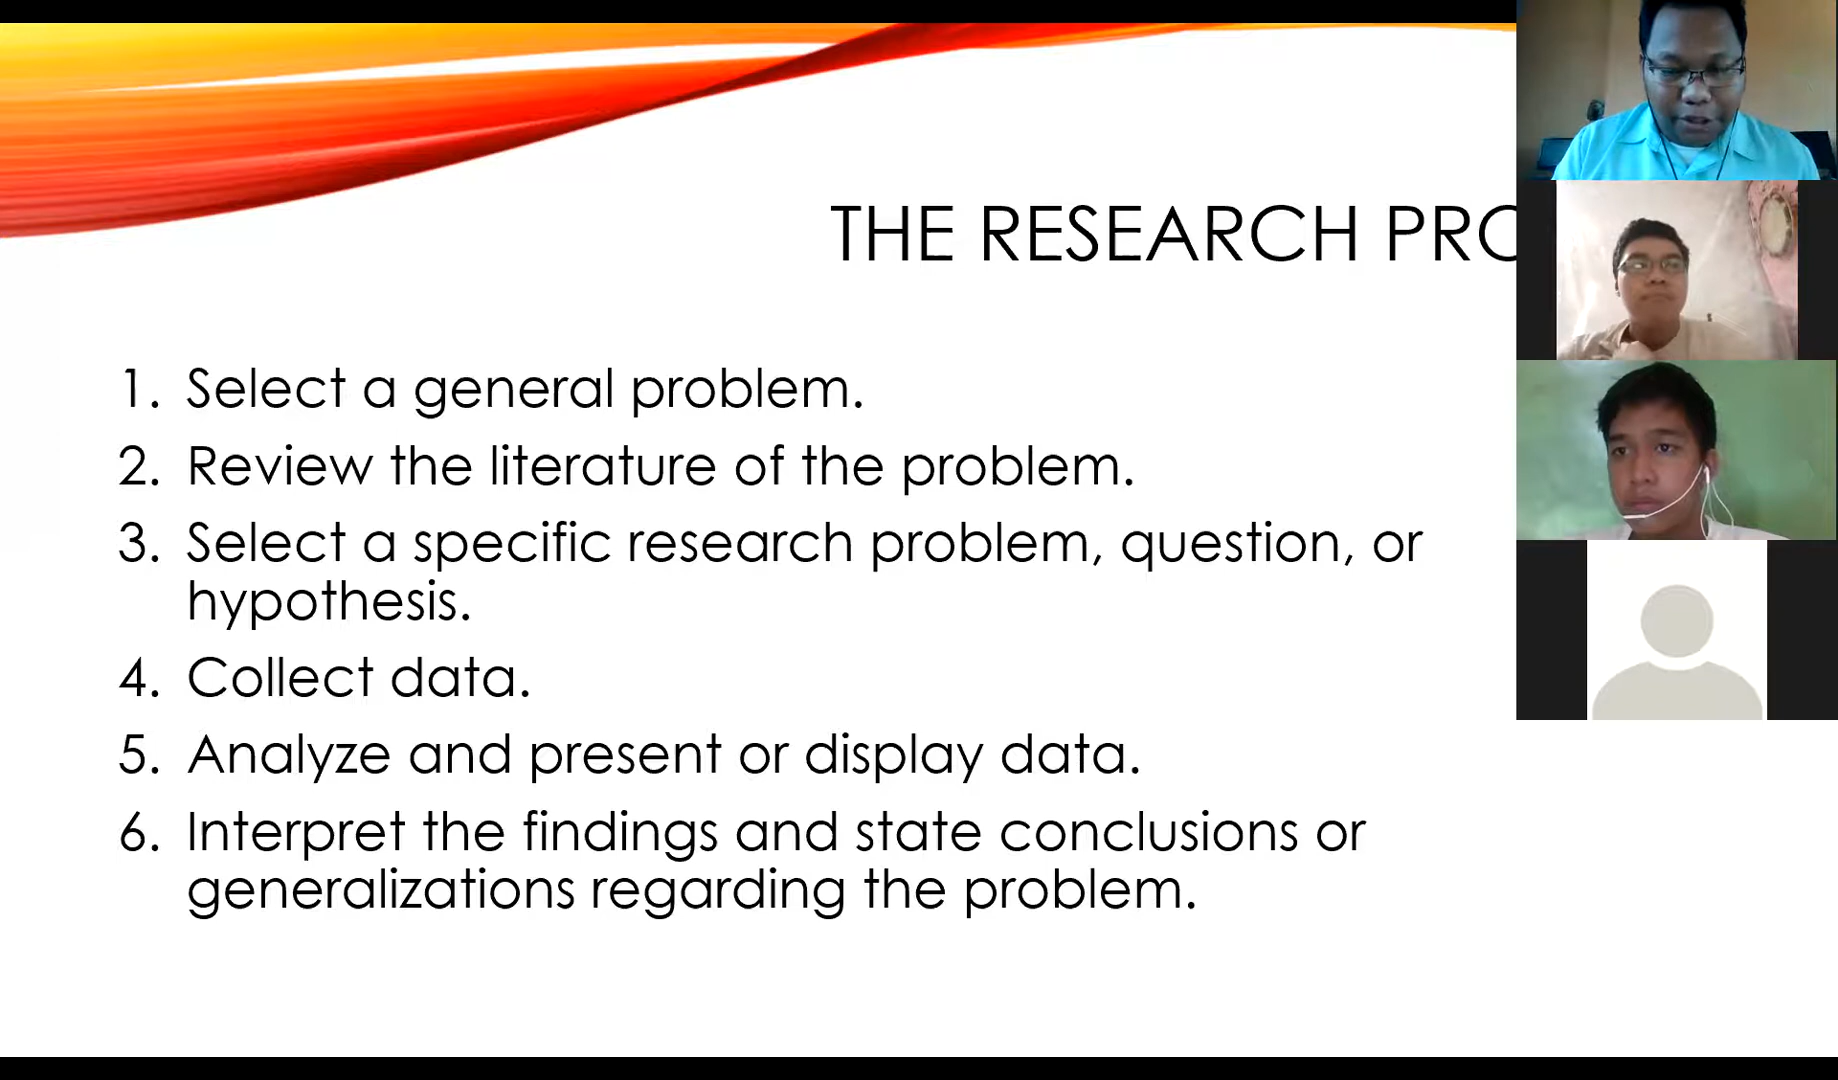 THE RESEARCH
1. Select a general problem.
2. Review the literature of the problem.
3. Select a specific research problem, question, or
hypothesis.
4. Collect data.
5. Analyze and present or display data.
6. Interpret the findings and state conclusions or
generalizations regarding the problem.